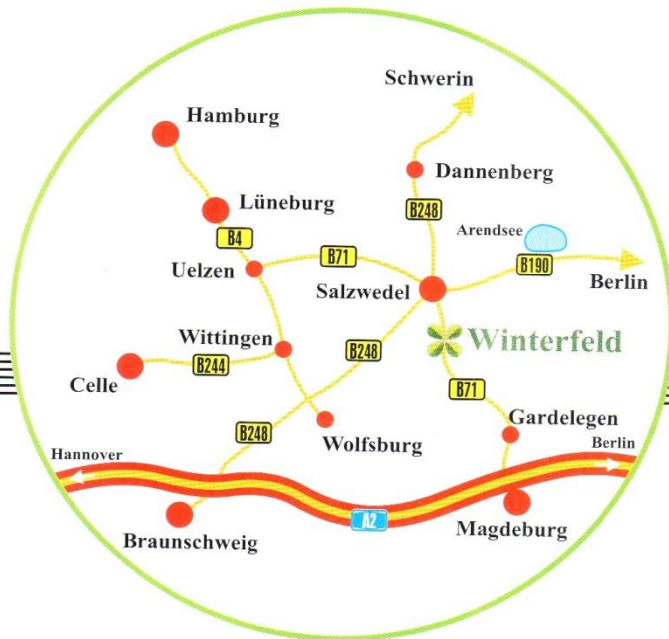 Schwerin
Hamburg
Dannenberg
Lüneburg
B248
Arendsee
B4
B71
Uelzen
B190
Berlin
Salzwedel
Wittingen
Winterfeld
B248
B244
Celle
B71
Gardelegen
B248
Wolfsburg
Hannover
Berlin
A2
Magdeburg
Braunschweig